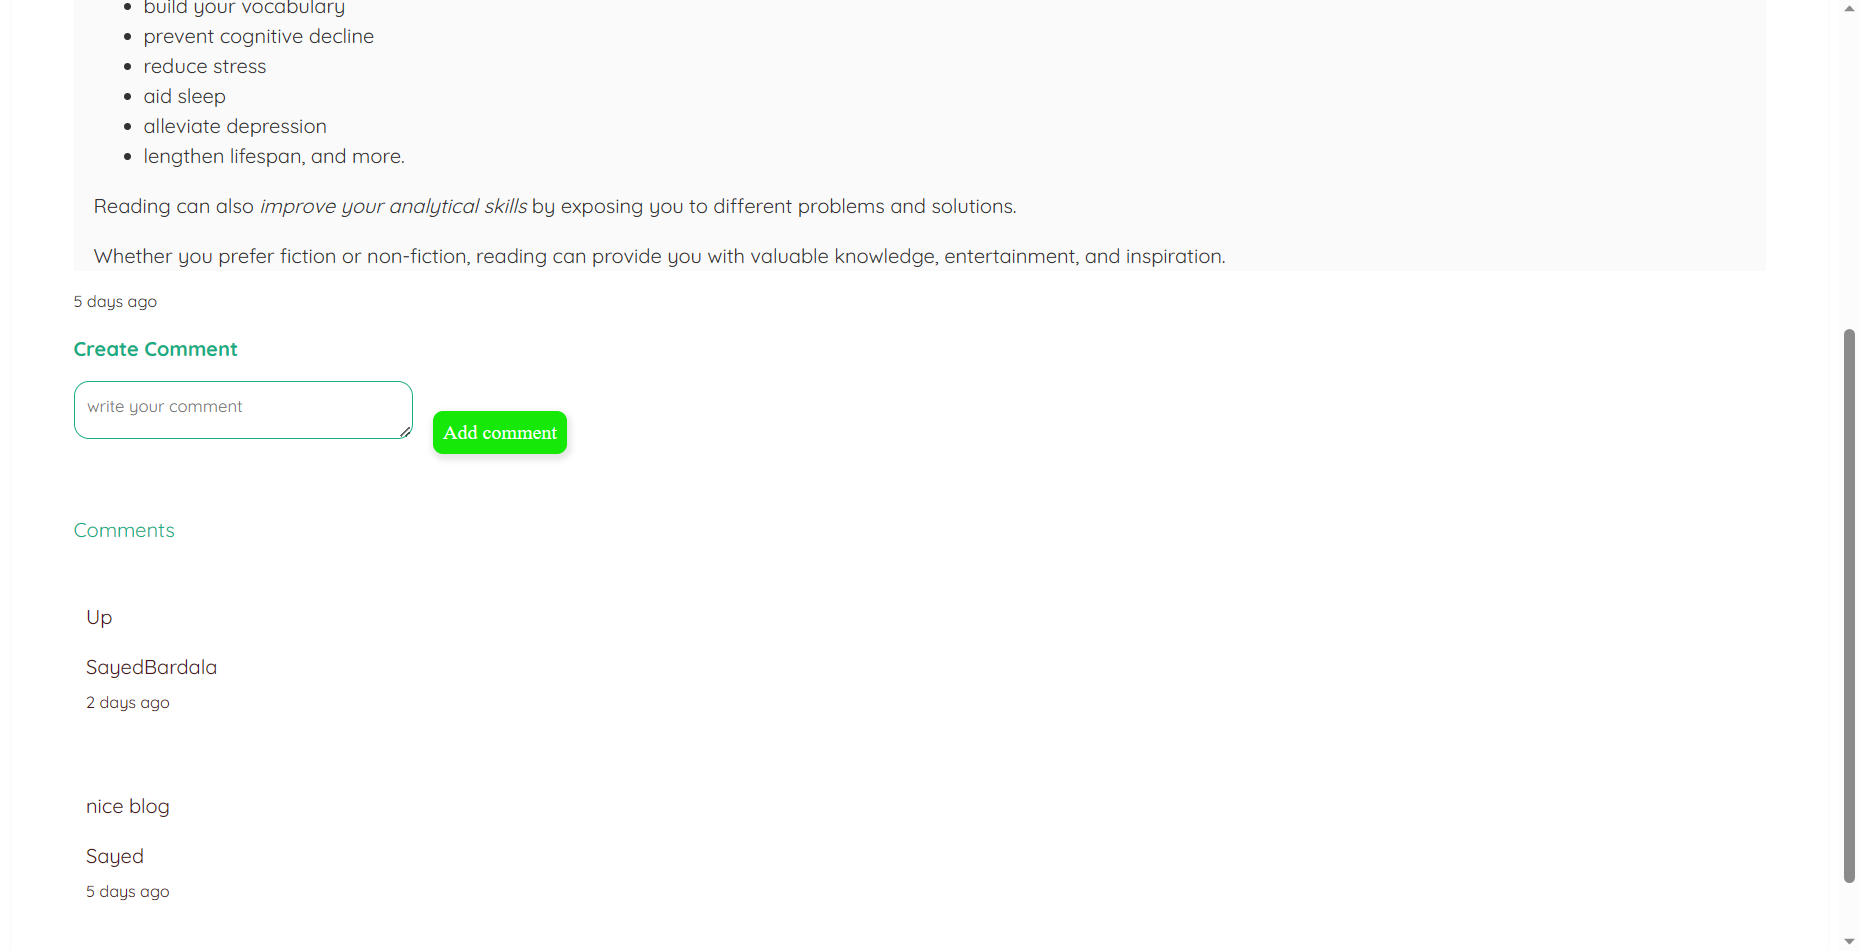 build your vocabulary
prevent cognitive decline
reduce stress
aid sleep
alleviate depression
lengthen lifespan, and more.
Reading can also improve your analytical skills by exposing you to different problems and solutions.
Whether you prefer fiction or non-fiction, reading can provide you with valuable knowledge, entertainment, and inspiration.
5 days ago
Create Comment
write your comment
Add comment
Comments
Up
SayedBardala
2 days ago
nice blog
Sayed
5 days ago